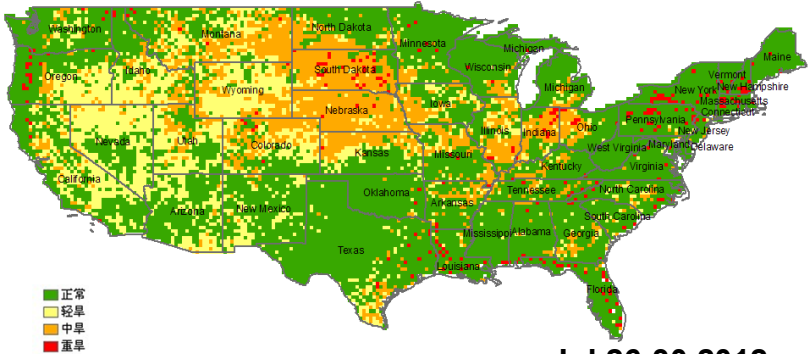 Washington
Montana
North Dakota
Minnesota
Michigan
Maine
Oregon
Idaho
South Dakota
Wisconsin
Michigan
Vermont
New York
New Hampshire
Wyoming
Massachusetts
Nebraska
Iowa
Connecticut
Pennsylvania
Nevada
Utah
Colorado
Illinois
Indiana
Ohio
New Jersey
Kansas
Missouri
West Virginia
Maryland
Delaware
California
Kentucky
Virginia
Oklahoma
Arkansas
Tennessee
North Carolina
Arizona
New Mexico
South Carolina
Mississippi
Alabama
Georgia
Texas
Louisiana
Florida
正常
轻旱
中旱
重旱